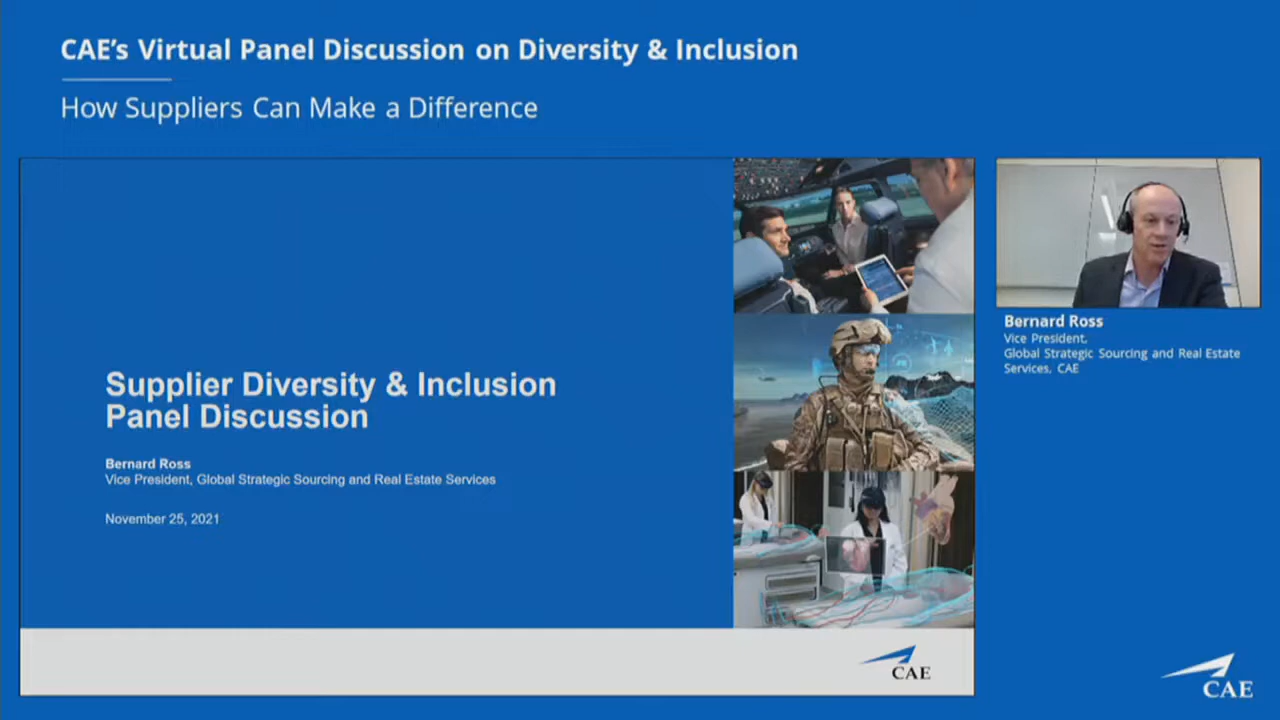 CAE’s Virtual Panel Discussion on Diversity & Inclusion
How Suppliers Can Make a Difference
Supplier Diversity & Inclusion
Panel Discussion
Bernard Ross
Vice President, Global Strategic Sourcing and Real Estate Services
November 25, 2021
CAE
Bernard Ross
Vice President,
Global Strategic Sourcing and Real Estate
Services, CAE
CAE